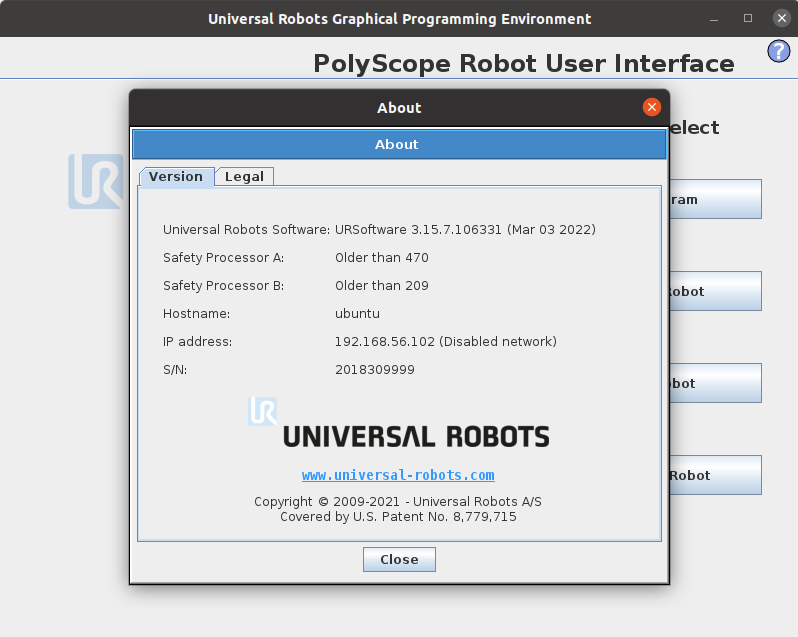 Universal Robots Graphical Programming Environment
PolyScope Robot User Interface
?
About
elect
About
Version Legal
UR
ram
Universal Robots Software: URSoftware 3.15.7.106331 (Mar 03 2022)
Safety Processor A: Older than 470
Safety Processor B: Older than 209
Robot
Hostname: ubuntu
IP address: 192.168.56.102 (Disabled network)
S/N: 2018309999
bot
UR
UNIVERSAL ROBOTS
www.universal-robots.com
Robot
Copyright © 2009-2021 - Universal Robots A/S
Covered by U.S. Patent No. 8,779,715
Close